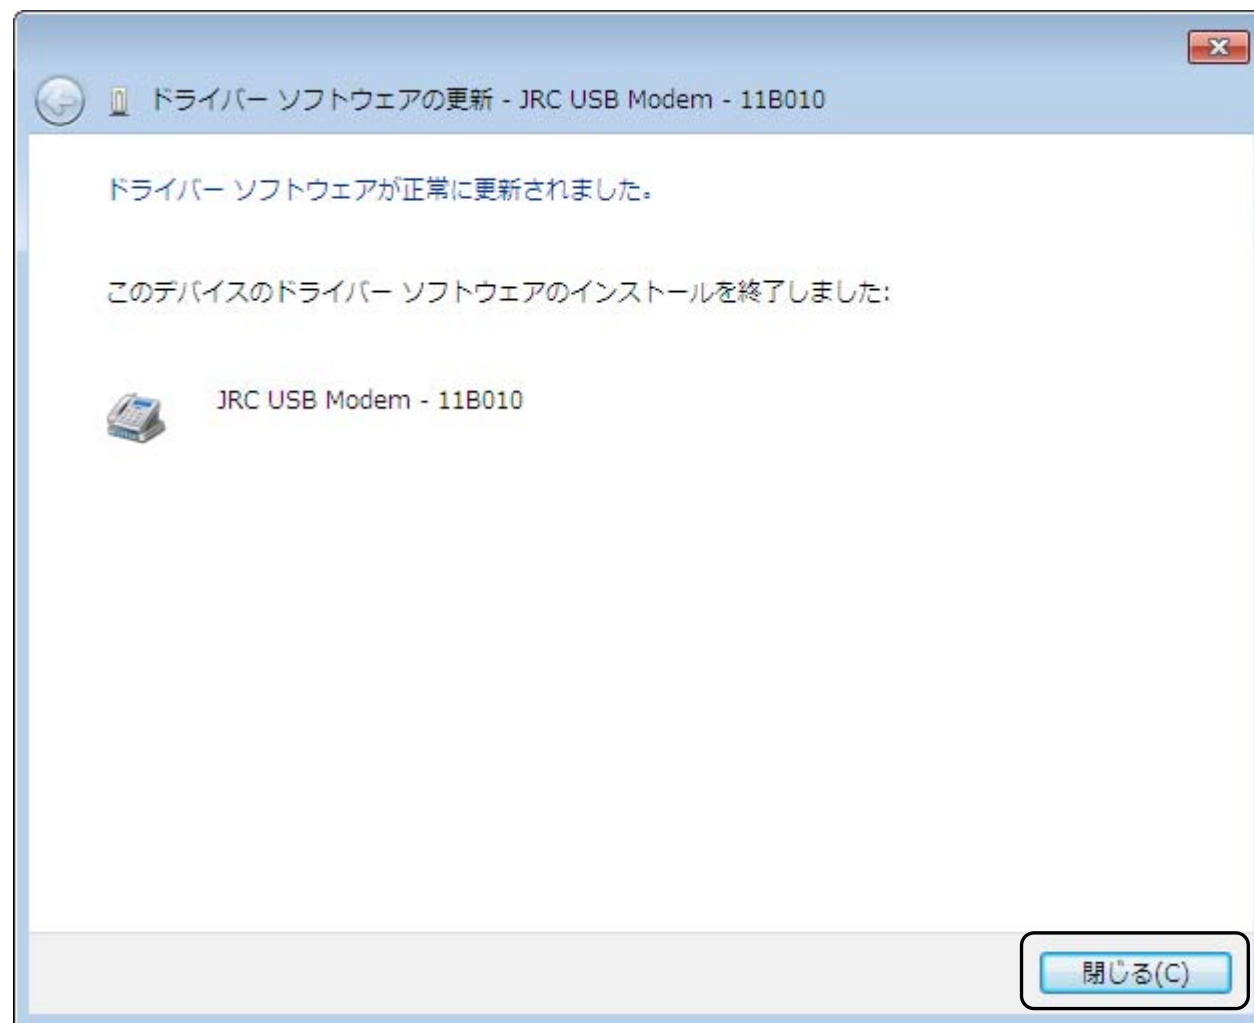 ドライバー ソフトウェアの更新 - JRC USB Modem - 11B010
ドライバー ソフトウェアが正常に更新されました。
このデバイスのドライバー ソフトウェアのインストールを終了しました:
JRC USB Modem - 11B010
閉じる(C)